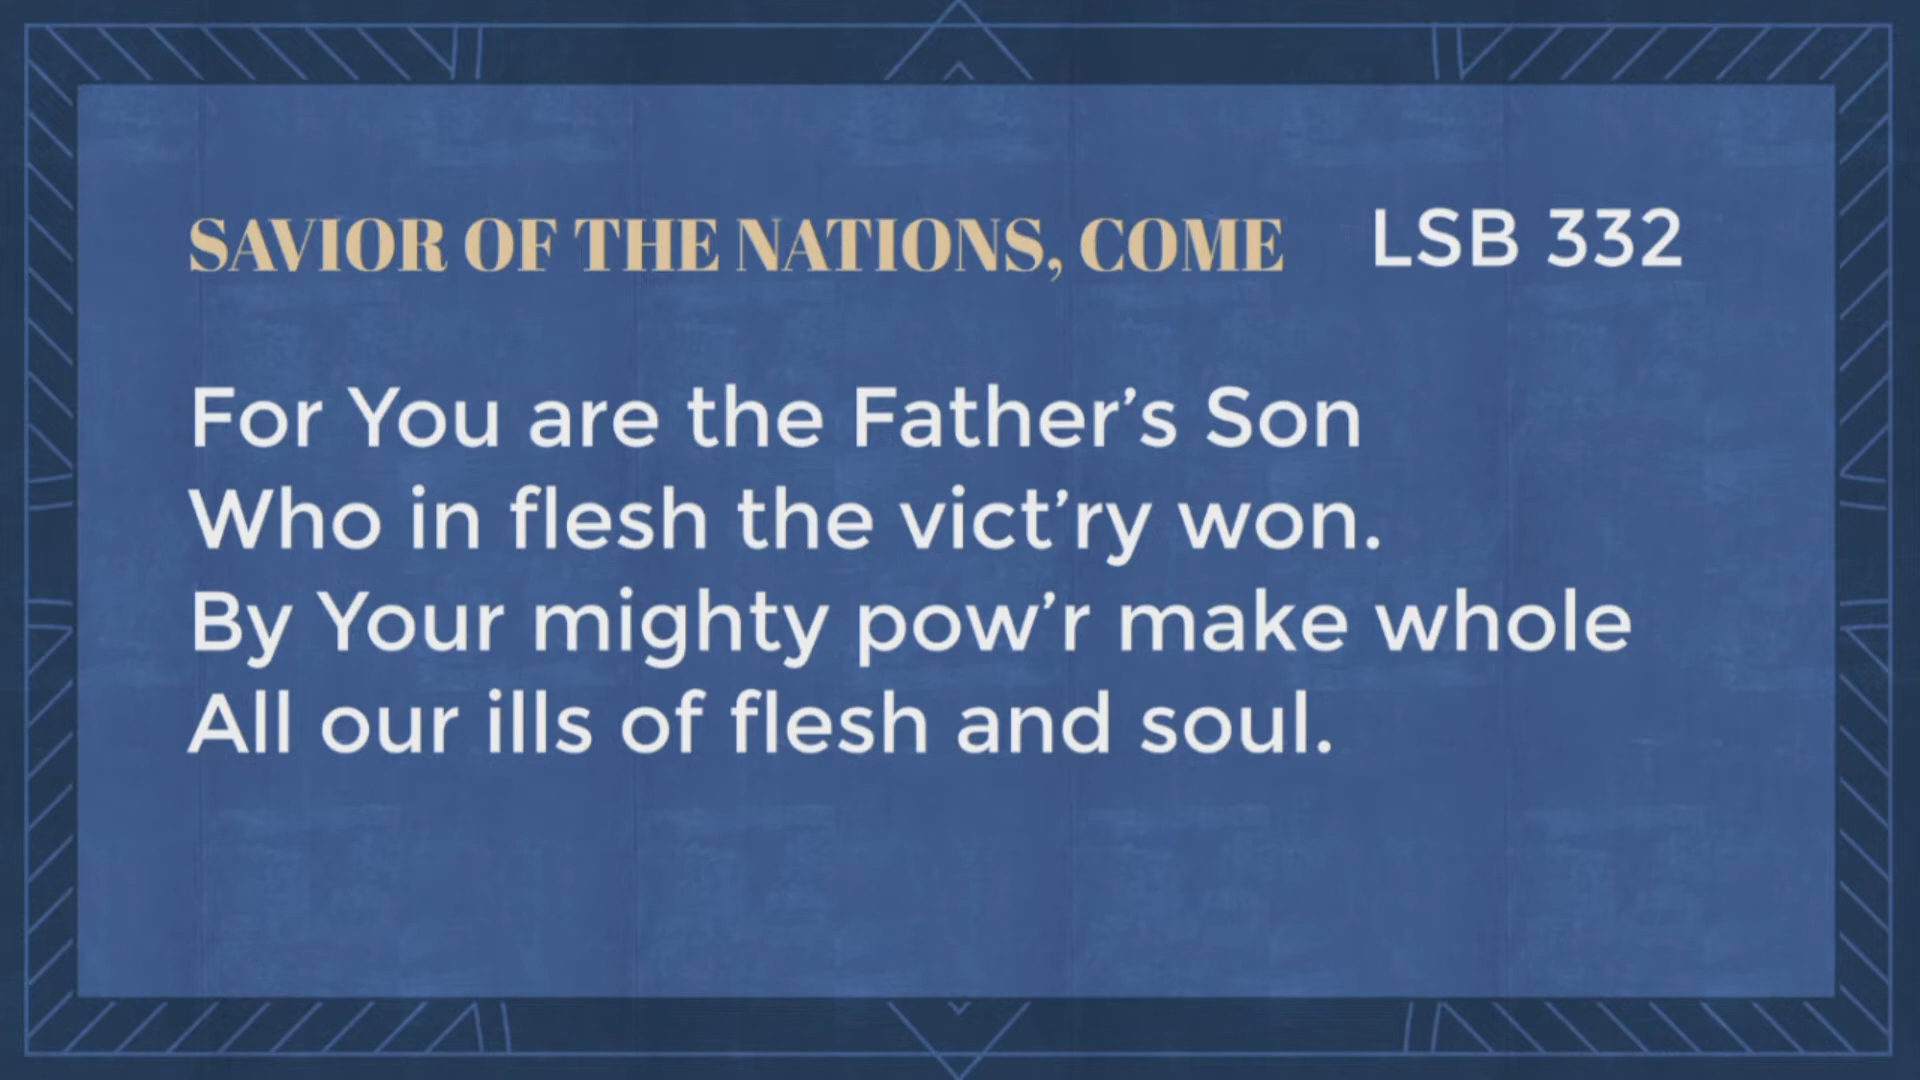 SAVIOR OF THE NATIONS, COME LSB 332
For You are the Father’s Son
Who in flesh the vict’ry won.
By Your mighty pow’r make whole
All our ills of flesh and soul.